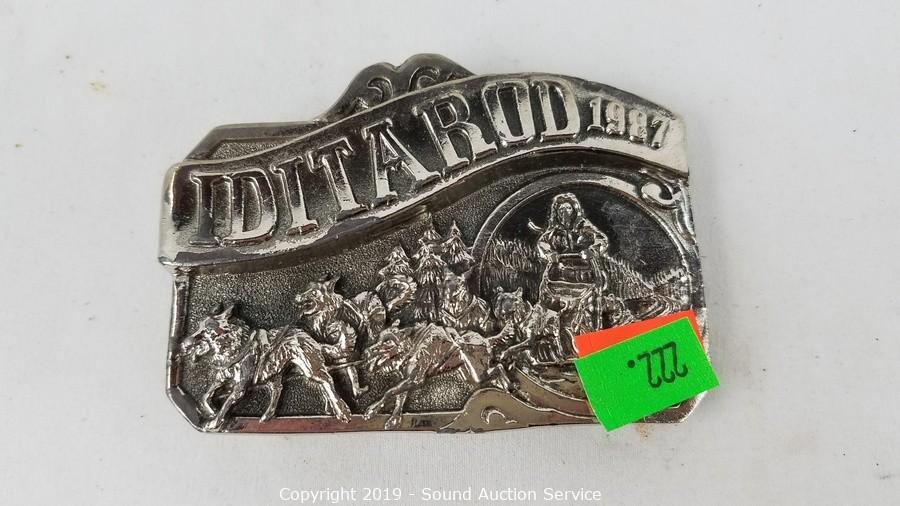 IDITAROD 1987
222.
Copyright 2019 - Sound Auction Service